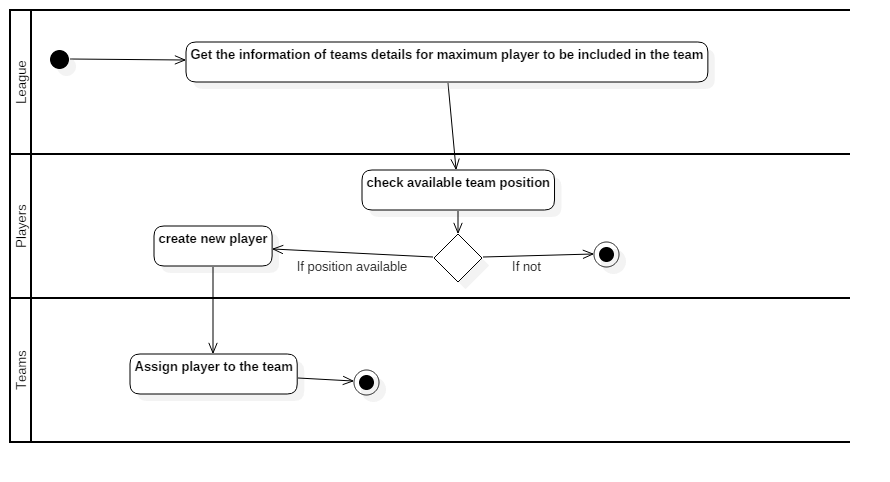 League
Get the information of teams details for maximum player to be included in the team
Players
check available team position
create new player
If position available
If not
Teams
Assign player to the team